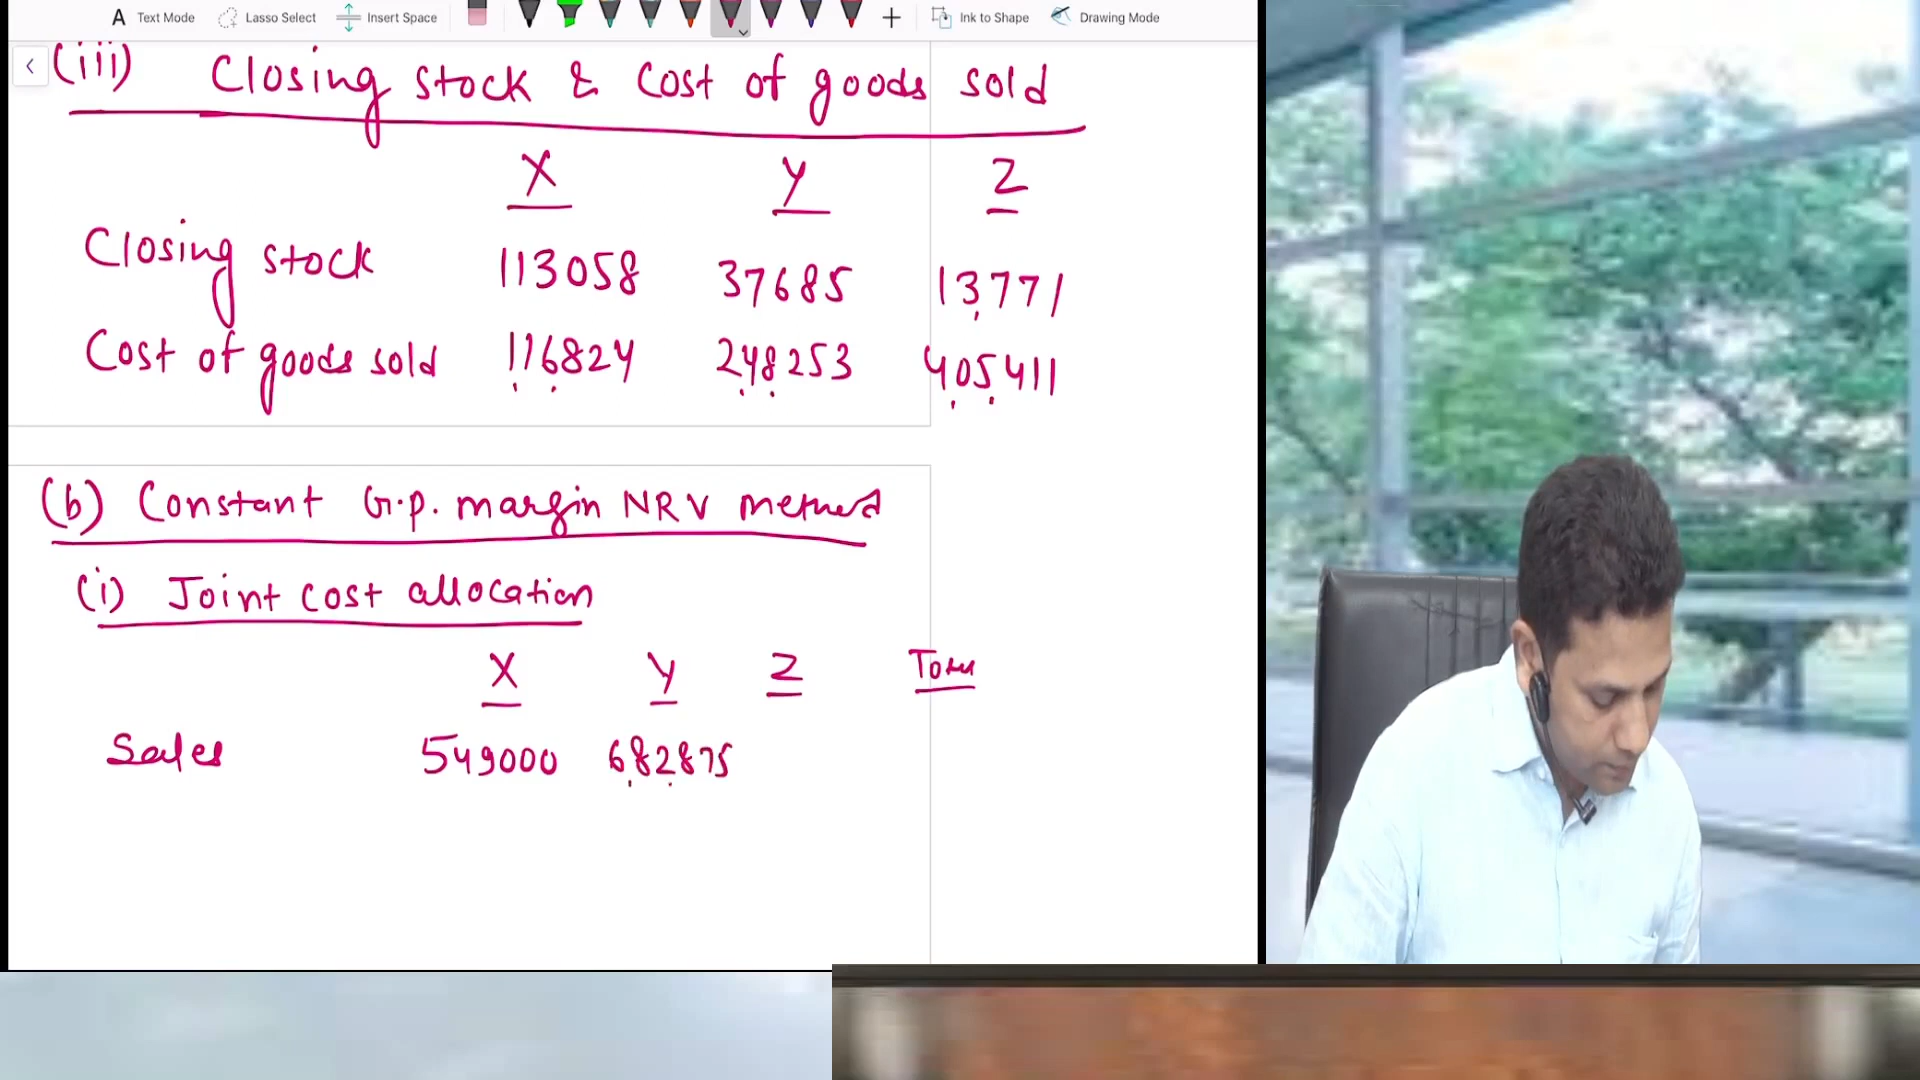 A Text Mode Lasso Select Insert Space Ink to Shape Drawing Mode
(iii) Closing stock & Cost of goods sold
X Y Z
Closing stock 113058 37685 13771
Cost of goods sold 116824 248253 405411
(b) Constant G.p. margin NRV method
(i) Joint cost allocation
X Y Z Total
Sales 549000 682875